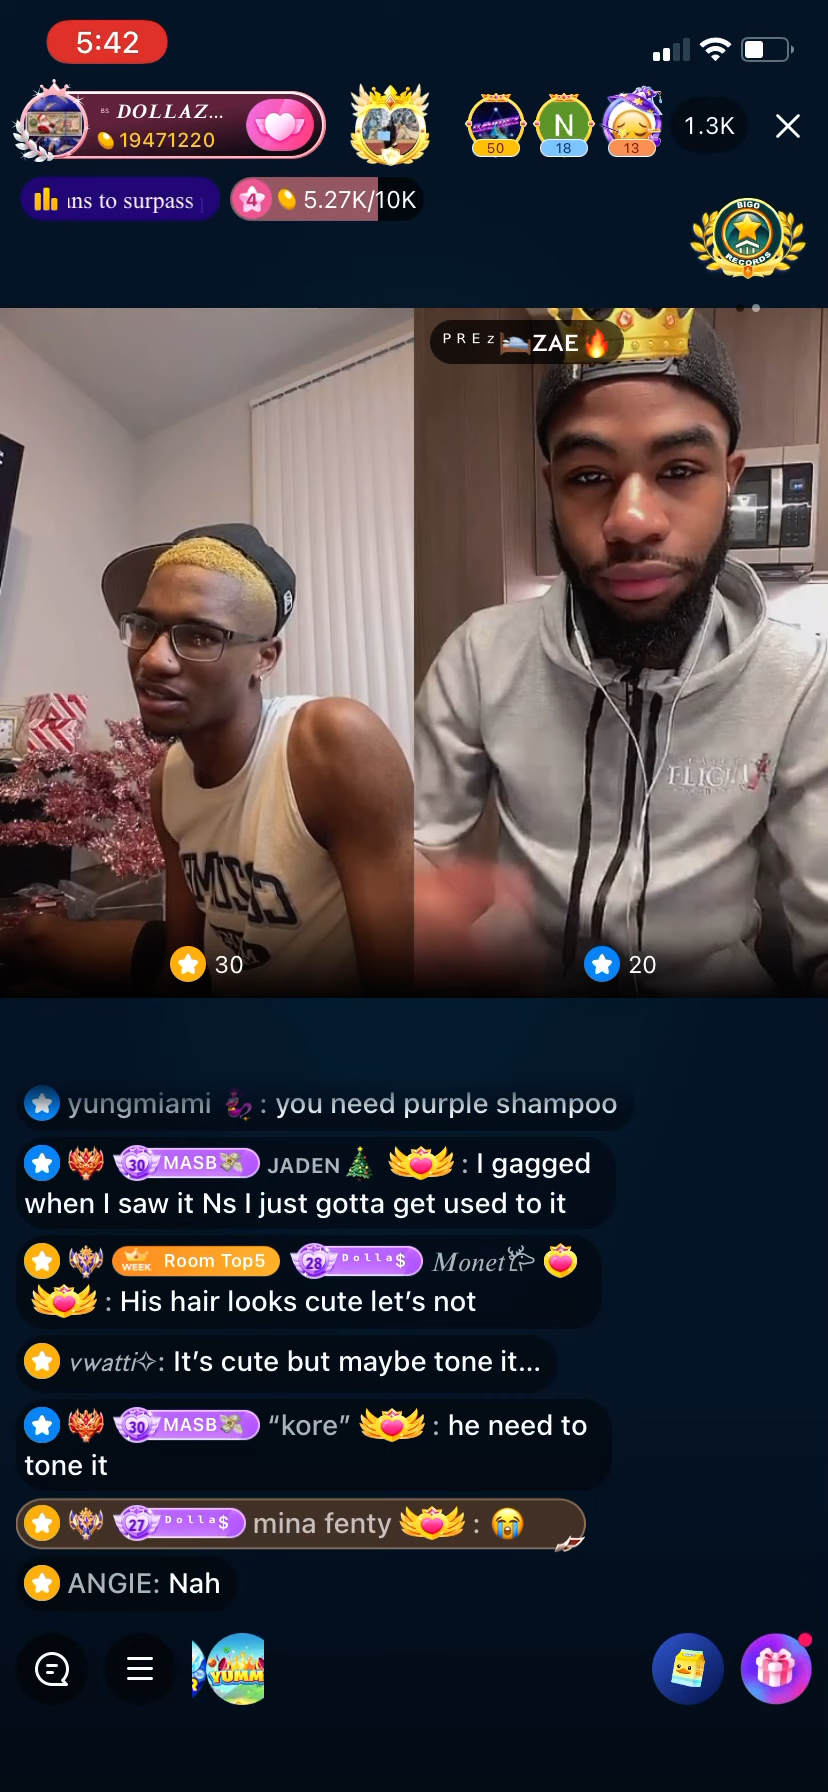 5:42
BS DOLLAZ...
19471220
50
N
18
13
1.3K
ns to surpass
4 5.27K/10K
BIGO
RECORDS
ᴾᴿᴱᶻ🛌ZAE🔥
FLIGHT
30
20
yungmiami : you need purple shampoo
30 MASB💸 JADEN🎄 : I gagged
when I saw it Ns I just gotta get used to it
WEEK Room Top5 28 ᴰᵒˡˡᵃ$ Monet
: His hair looks cute let’s not
vwatti✧: It’s cute but maybe tone it...
30 MASB💸 “kore” : he need to
tone it
27 ᴰᵒˡˡᵃ$ mina fenty : 😭
ANGIE: Nah
YUMM